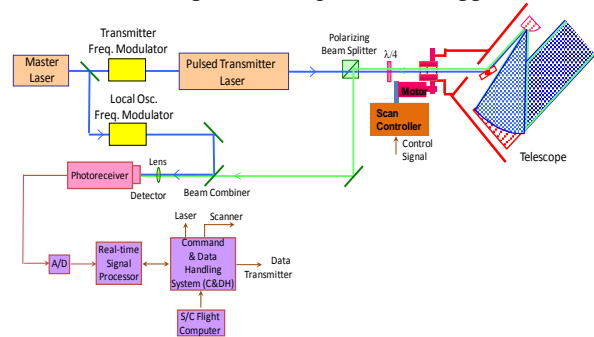 Transmitter
Freq. Modulator
Master
Laser
Pulsed Transmitter
Laser
Polarizing
Beam Splitter
λ/4
Motor
Scan
Controller
Control
Signal
Telescope
Local Osc.
Freq. Modulator
Photoreceiver
Lens
Detector
Beam Combiner
Laser
Scanner
A/D
Real-time
Signal
Processor
Command
& Data
Handling
System (C&DH)
Data
Transmitter
S/C Flight
Computer